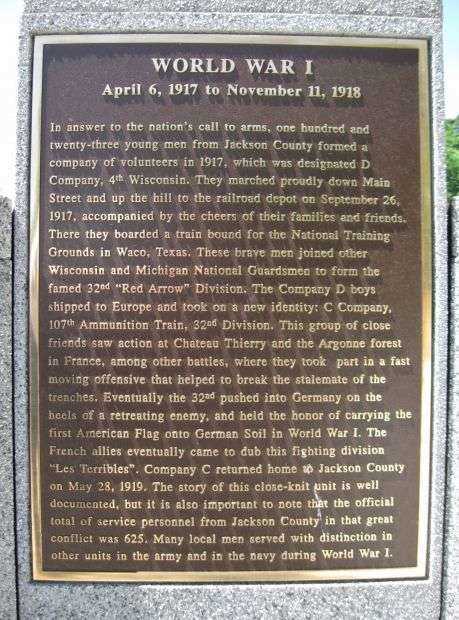 WORLD WAR I
April 6, 1917 to November 11, 1918
In answer to the nation's call to arms, one hundred and
twenty-three young men from Jackson County formed a
company of volunteers in 1917, which was designated D
Company, 4th Wisconsin. They marched proudly down Main
Street and up the hill to the railroad depot on September 26,
1917, accompanied by the cheers of their families and friends.
There they boarded a train bound for the National Training
Grounds in Waco, Texas. These brave men joined other
Wisconsin and Michigan National Guardsmen to form the
famed 32nd "Red Arrow" Division. The Company D boys
shipped to Europe and took on a new identity: C Company,
107th Ammunition Train, 32nd Division. This group of close
friends saw action at Chateau Thierry and the Argonne forest
in France, among other battles, where they took part in a fast
moving offensive that helped to break the stalemate of the
trenches. Eventually the 32nd pushed into Germany on the
heels of a retreating enemy, and held the honor of carrying the
first American Flag onto German Soil in World War I. The
French allies eventually came to dub this fighting division
"Les Terribles". Company C returned home to Jackson County
on May 28, 1919. The story of this close-knit unit is well
documented, but it is also important to note that the official
total of service personnel from Jackson County in that great
conflict was 625. Many local men served with distinction in
other units in the army and in the navy during World War I.